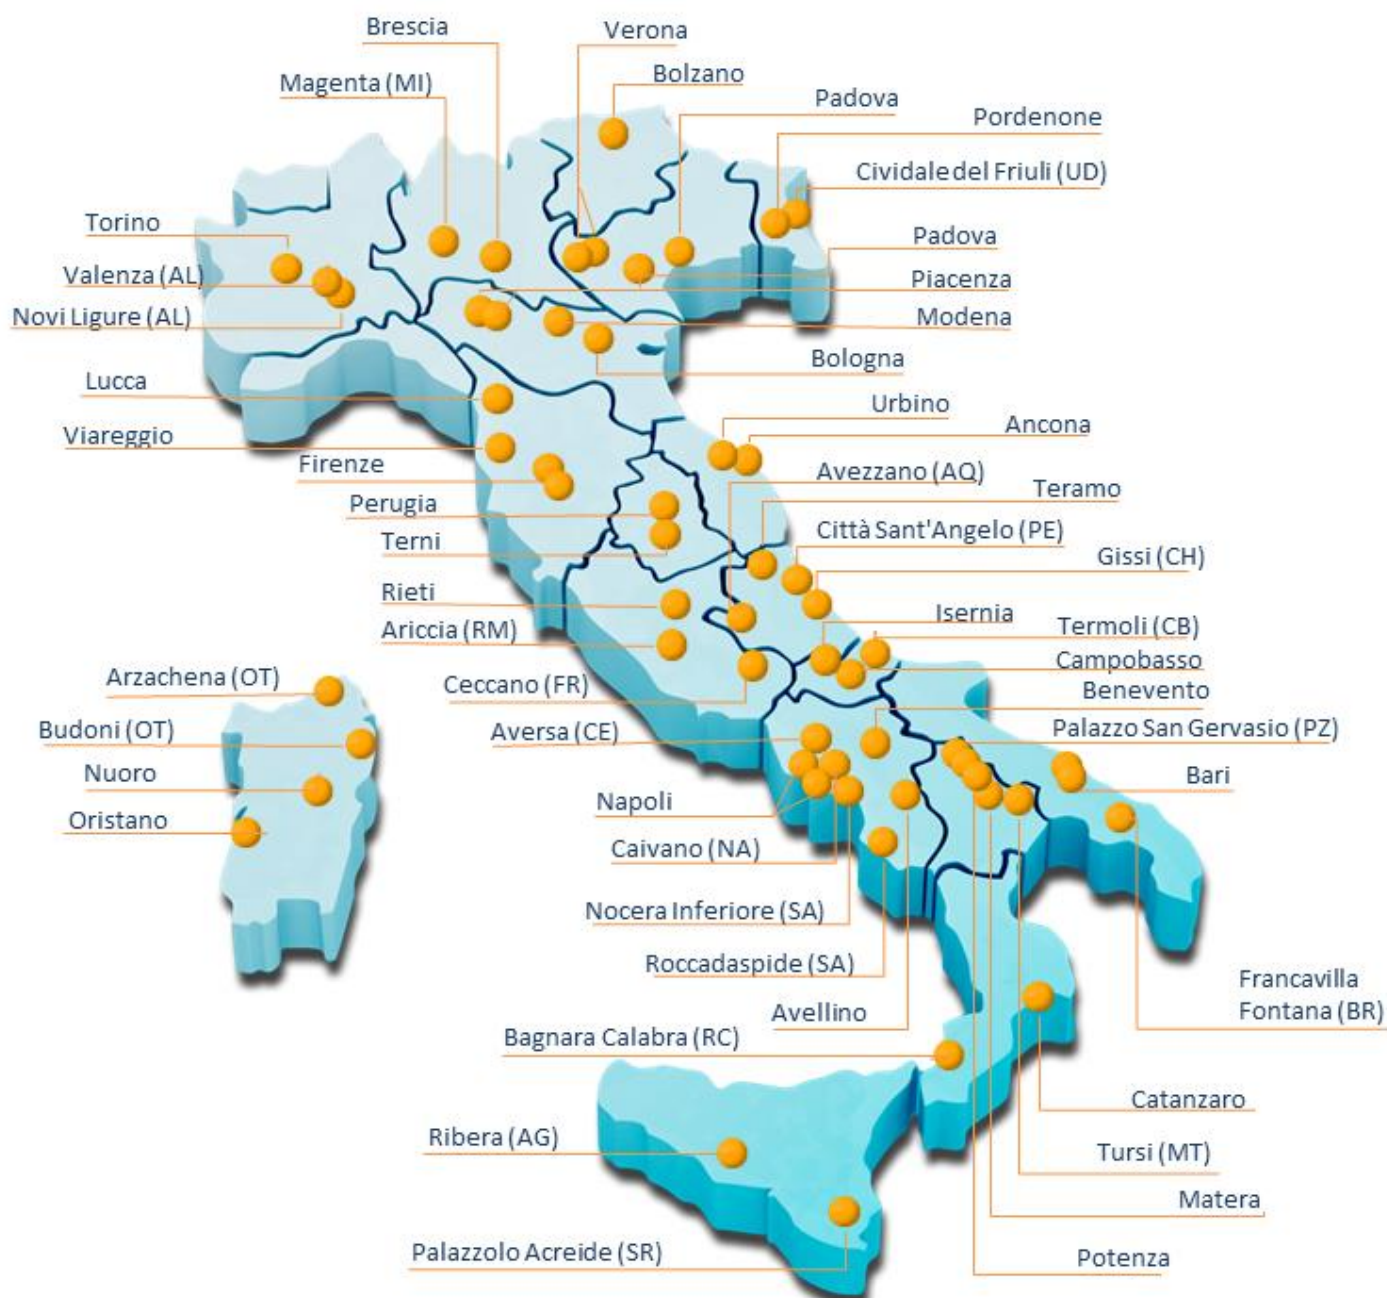 Brescia
Verona
Magenta (MI)
Bolzano
Padova
Pordenone
Cividale del Friuli (UD)
Torino
Padova
Valenza (AL)
Piacenza
Novi Ligure (AL)
Modena
Bologna
Lucca
Urbino
Viareggio
Ancona
Firenze
Avezzano (AQ)
Teramo
Perugia
Città Sant'Angelo (PE)
Terni
Gissi (CH)
Rieti
Isernia
Ariccia (RM)
Termoli (CB)
Campobasso
Arzachena (OT)
Ceccano (FR)
Benevento
Budoni (OT)
Aversa (CE)
Palazzo San Gervasio (PZ)
Nuoro
Bari
Napoli
Oristano
Caivano (NA)
Nocera Inferiore (SA)
Roccadaspide (SA)
Francavilla
Fontana (BR)
Avellino
Bagnara Calabra (RC)
Catanzaro
Ribera (AG)
Tursi (MT)
Matera
Palazzolo Acreide (SR)
Potenza